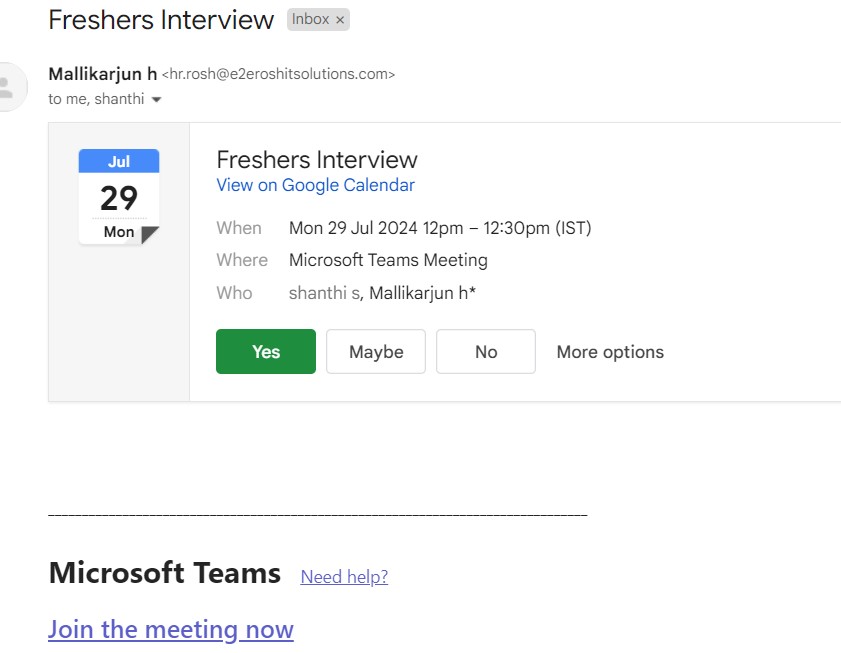 Freshers Interview Inbox ×
Mallikarjun h <hr.rosh@e2eroshitsolutions.com>
to me, shanthi
Jul
29
Mon
Freshers Interview
View on Google Calendar
When Mon 29 Jul 2024 12pm – 12:30pm (IST)
Where Microsoft Teams Meeting
Who shanthi s, Mallikarjun h*
Yes Maybe No More options
________________________________________________________________________________
Microsoft Teams Need help?
Join the meeting now